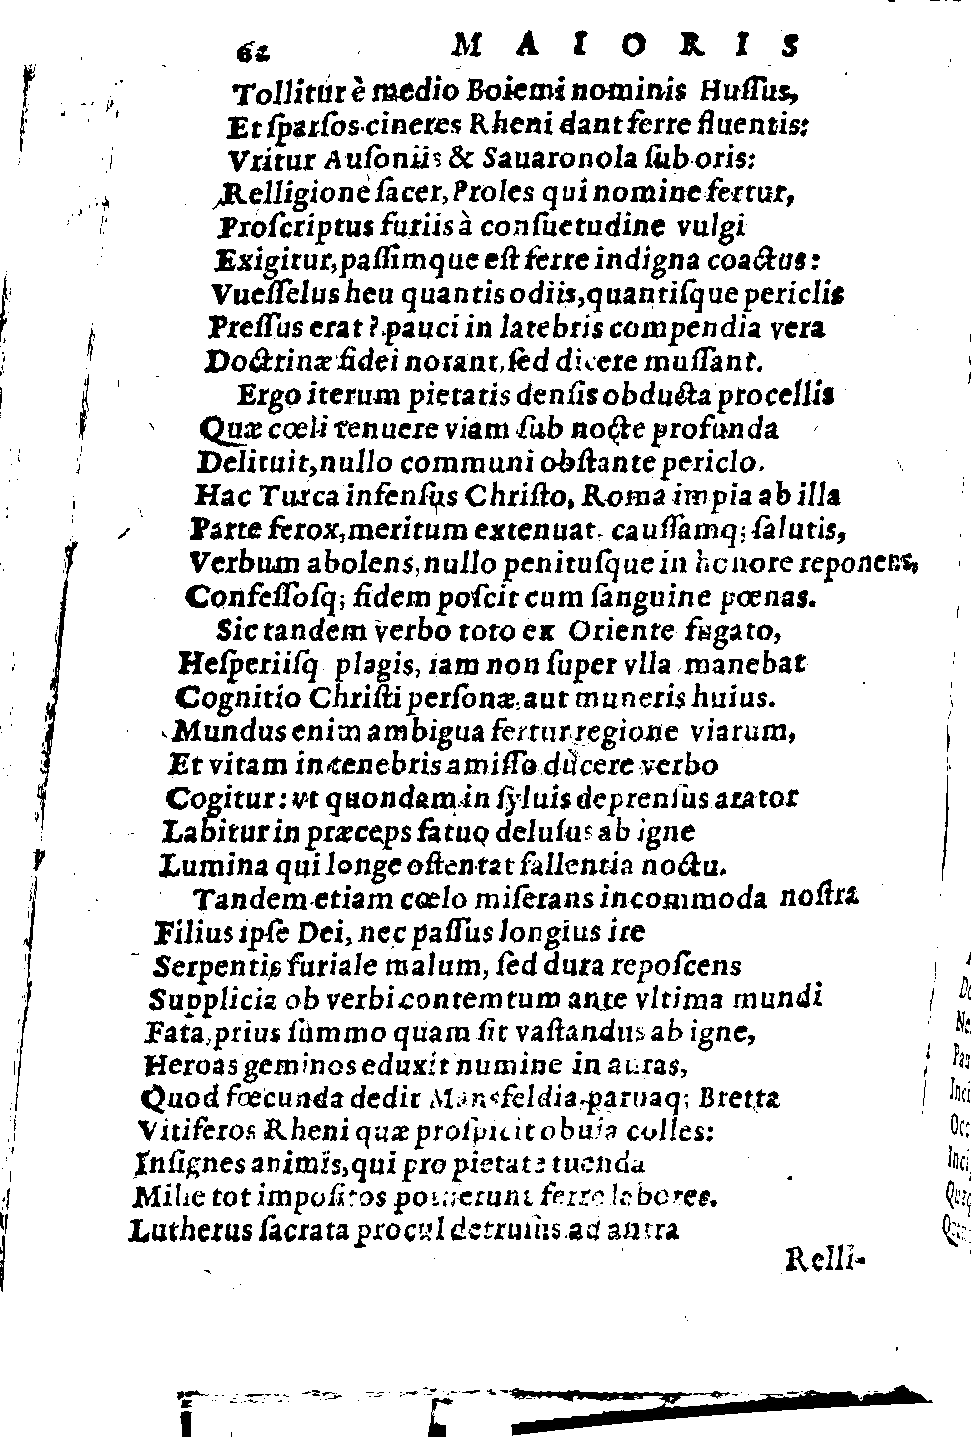 62 MAIORIS
Tollitur è medio Boiemi nominis Huſſus,
Et ſparſos cineres Rheni dant ferre fluentis:
Vritur Auſoniis & Sauaronola ſub oris:
Relligione ſacer, Proles qui nomine fertur,
Proſcriptus furiis à conſuetudine vulgi
Exigitur, paſſimque eſt ferre indigna coactus:
Vueſſelus heu quantis odiis, quantiſque periclis
Preſſus erat? pauci in latebris compendia vera
Doctrinæ fidei norant, ſed dicere muſſant.
Ergo iterum pietatis denſis obducta procellis
Quæ cœli tenuere viam ſub nocte profunda
Delituit, nullo communi obſtante periclo.
Hac Turca infenſus Chriſto, Roma impia ab illa
Parte ferox, meritum extenuat cauſſamq; ſalutis,
Verbum abolens, nullo penituſque in honore reponens,
Confeſſoſq; fidem poſcit cum ſanguine pœnas.
Sic tandem verbo toto ex Oriente fugato,
Heſperiiſq plagis, iam non ſuper vlla manebat
Cognitio Chriſti perſonæ aut muneris huius.
Mundus enim ambigua fertur regione viarum,
Et vitam in tenebris amiſſo ducere verbo
Cogitur: vt quondam in ſyluis deprenſus arator
Labitur in præceps fatuo deluſus ab igne
Lumina qui longe oſtentat fallentia noctu.
Tandem etiam cœlo miſerans incommoda noſtra
Filius ipſe Dei, nec paſſus longius ire
Serpentis furiale malum, ſed dura repoſcens
Supplicia ob verbi contemtum ante vltima mundi
Fata, prius ſummo quam ſit vaſtandus ab igne,
Heroas geminos eduxit numine in auras,
Quod fœcunda dedit Mansfeldia paruaq; Bretta
Vitiferos Rheni quæ proſpicit obuia colles:
Inſignes animis, qui pro pietate tuenda
Mille tot impoſitos potuerunt ferre labores.
Lutherus ſacrata procul detruſis ad antra
Relli-